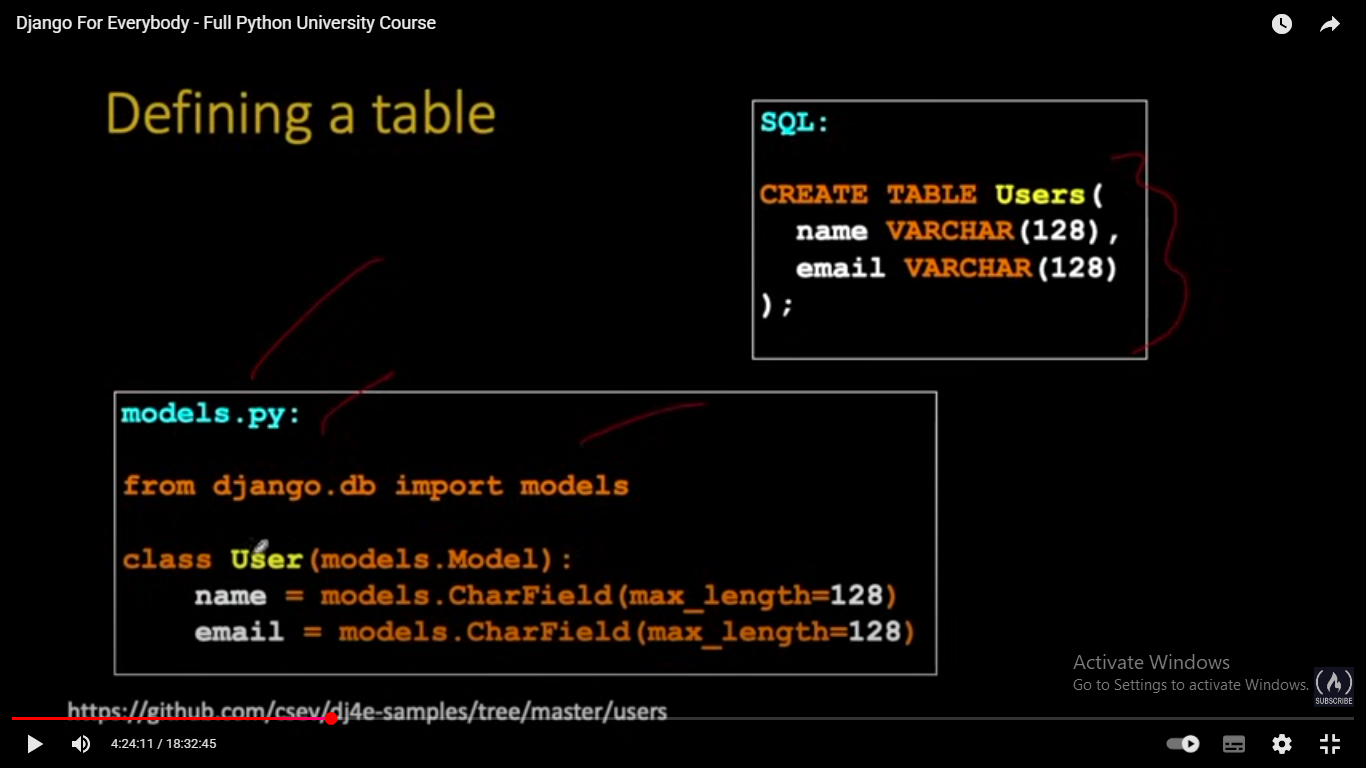 Django For Everybody - Full Python University Course
Defining a table
SQL:
CREATE TABLE Users(
name VARCHAR(128),
email VARCHAR(128)
);
models.py:
from django.db import models
class User(models.Model):
name = models.CharField(max_length=128)
email = models.CharField(max_length=128)
Activate Windows
Go to Settings to activate Windows.
SUBSCRIBE
https://github.com/csev/dj4e-samples/tree/master/users
4:24:11 / 18:32:45